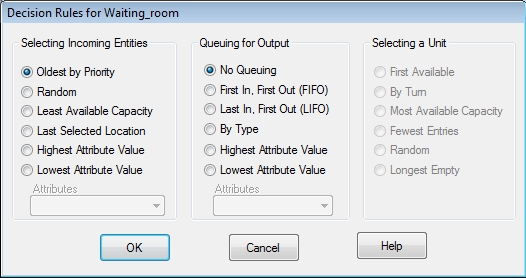 Decision Rules for Waiting_room
Selecting Incoming Entities
Oldest by Priority
Random
Least Available Capacity
Last Selected Location
Highest Attribute Value
Lowest Attribute Value
Attributes
Queuing for Output
No Queuing
First In, First Out (FIFO)
Last In, First Out (LIFO)
By Type
Highest Attribute Value
Lowest Attribute Value
Attributes
Selecting a Unit
First Available
By Turn
Most Available Capacity
Fewest Entries
Random
Longest Empty
OK
Cancel
Help